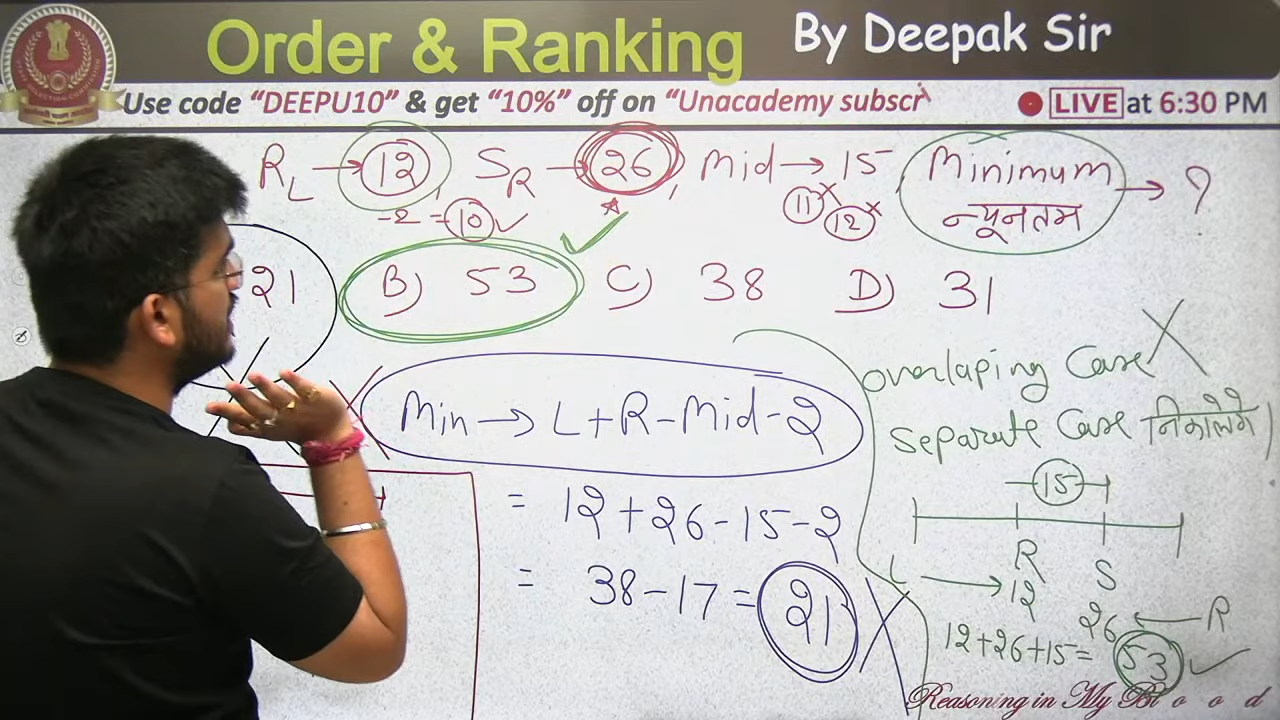 Order & Ranking By Deepak Sir
Use code “DEEPU10” & get “10%” off on “Unacademy subscr
LIVE at 6:30 PM
R_L → 12, S_R → 26, Mid → 15 Minimum → ?
-2 = 10 ✓ 11 × 12 × न्यूनतम
21 B) 53 C) 38 D) 31
overlaping Case ×
Min → L+R-Mid-2
Separate Case निकालेंगे
= 12+26-15-2
15
R S
= 38-17 = 21
L → 12
26 ← R
12+26+15= 53 ✓
Reasoning in My Bl o o d